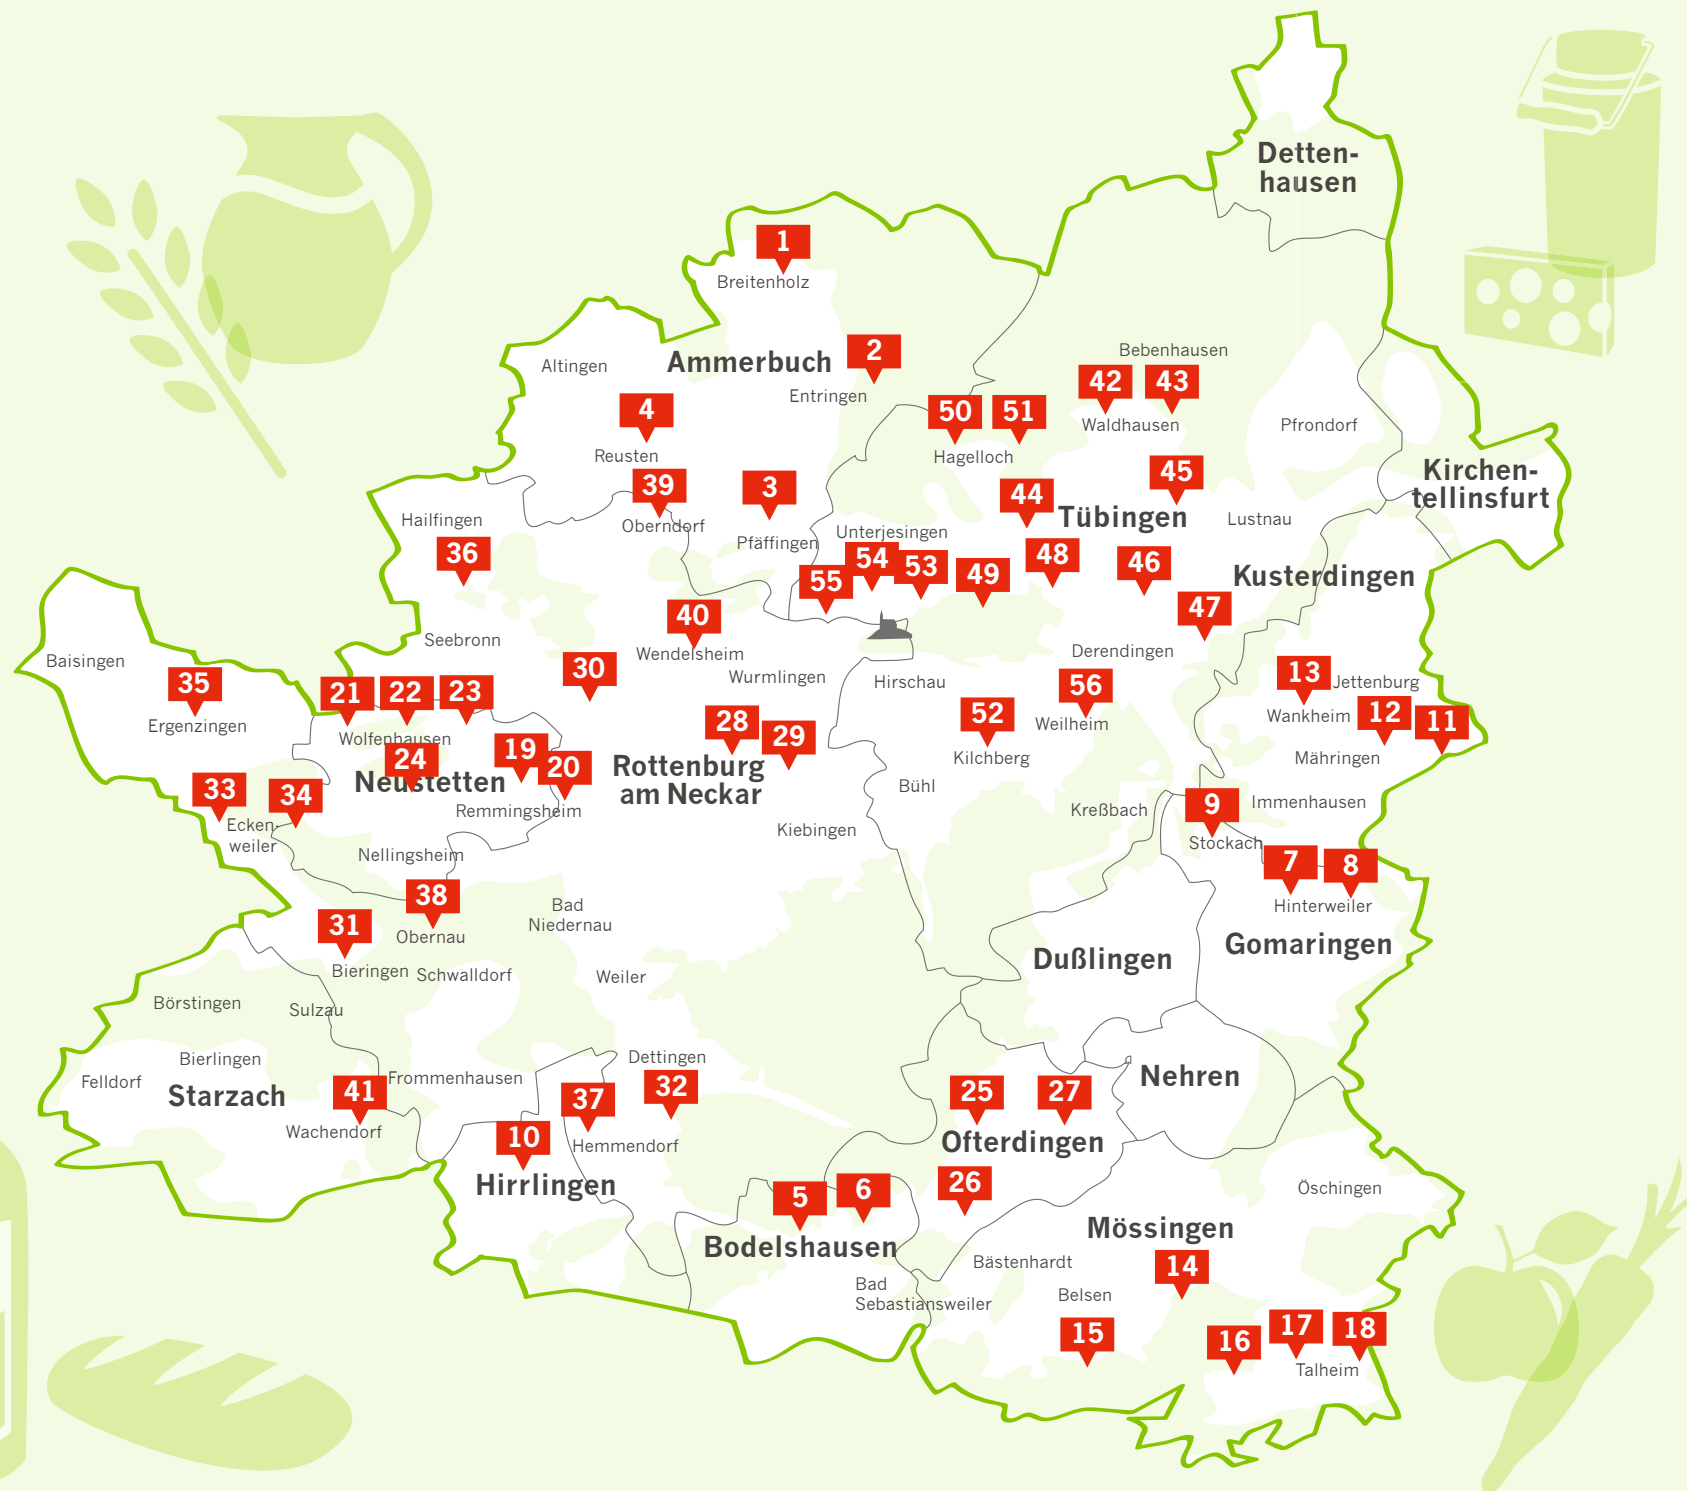 Detten-
hausen
1
Breitenholz
2
Ammerbuch
Altingen
Entringen
4
Reusten
39
Oberndorf
3
Pfäffingen
Bebenhausen
42
43
Waldhausen
50
51
Hagelloch
Pfrondorf
Kirchen-
tellinsfurt
45
44
Tübingen
Lustnau
Hailfingen
36
Unterjesingen
54
53
55
49
48
46
47
Kusterdingen
Seebronn
40
Wendelsheim
30
Wurmlingen
Hirschau
Derendingen
56
Weilheim
52
Kilchberg
13
Jettenburg
Wankheim
12
11
Mähringen
Baisingen
35
Ergenzingen
21
22
23
Wolfenhausen
24
Neustetten
19
20
Remmingsheim
28
29
Rottenburg
am Neckar
Bühl
Kiebingen
Kreßbach
9
Stockach
Immenhausen
33
34
Ecken-
weiler
Nellingsheim
7
8
Hinterweiler
Gomaringen
38
Obernau
31
Bieringen
Schwalldorf
Bad
Niedernau
Weiler
Dußlingen
Börstingen
Sulzau
Bierlingen
Felldorf
Starzach
41
Wachendorf
Frommenhausen
Dettingen
32
37
Hemmendorf
10
Hirrlingen
Nehren
25
27
Ofterdingen
26
5
6
Bodelshausen
Bad
Sebastiansweiler
Öschingen
Mössingen
Bästenhardt
14
Belsen
15
16
17
18
Talheim